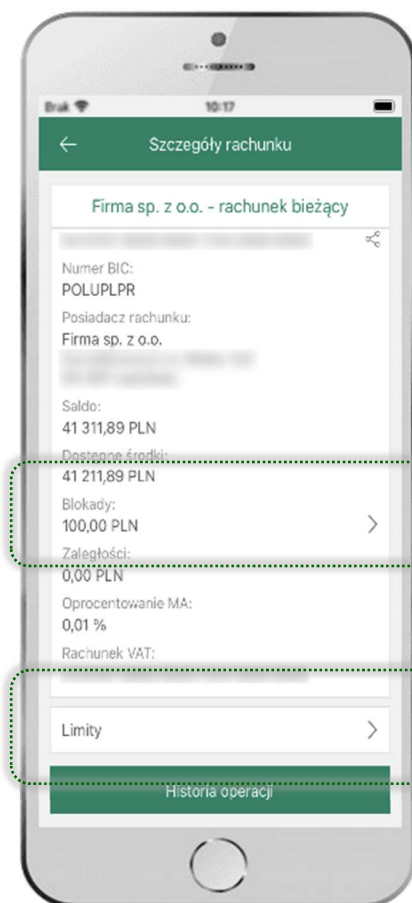 Brak 10:17
Szczegóły rachunku
Firma sp. z o.o. - rachunek bieżący
Numer BIC:
POLUPLPR
Posiadacz rachunku:
Firma sp. z o.o.
Saldo:
41 311,89 PLN
Dostępne środki:
41 211,89 PLN
Blokady:
100,00 PLN
Zaległości:
0,00 PLN
Oprocentowanie MA:
0,01 %
Rachunek VAT:
Limity
Historia operacji